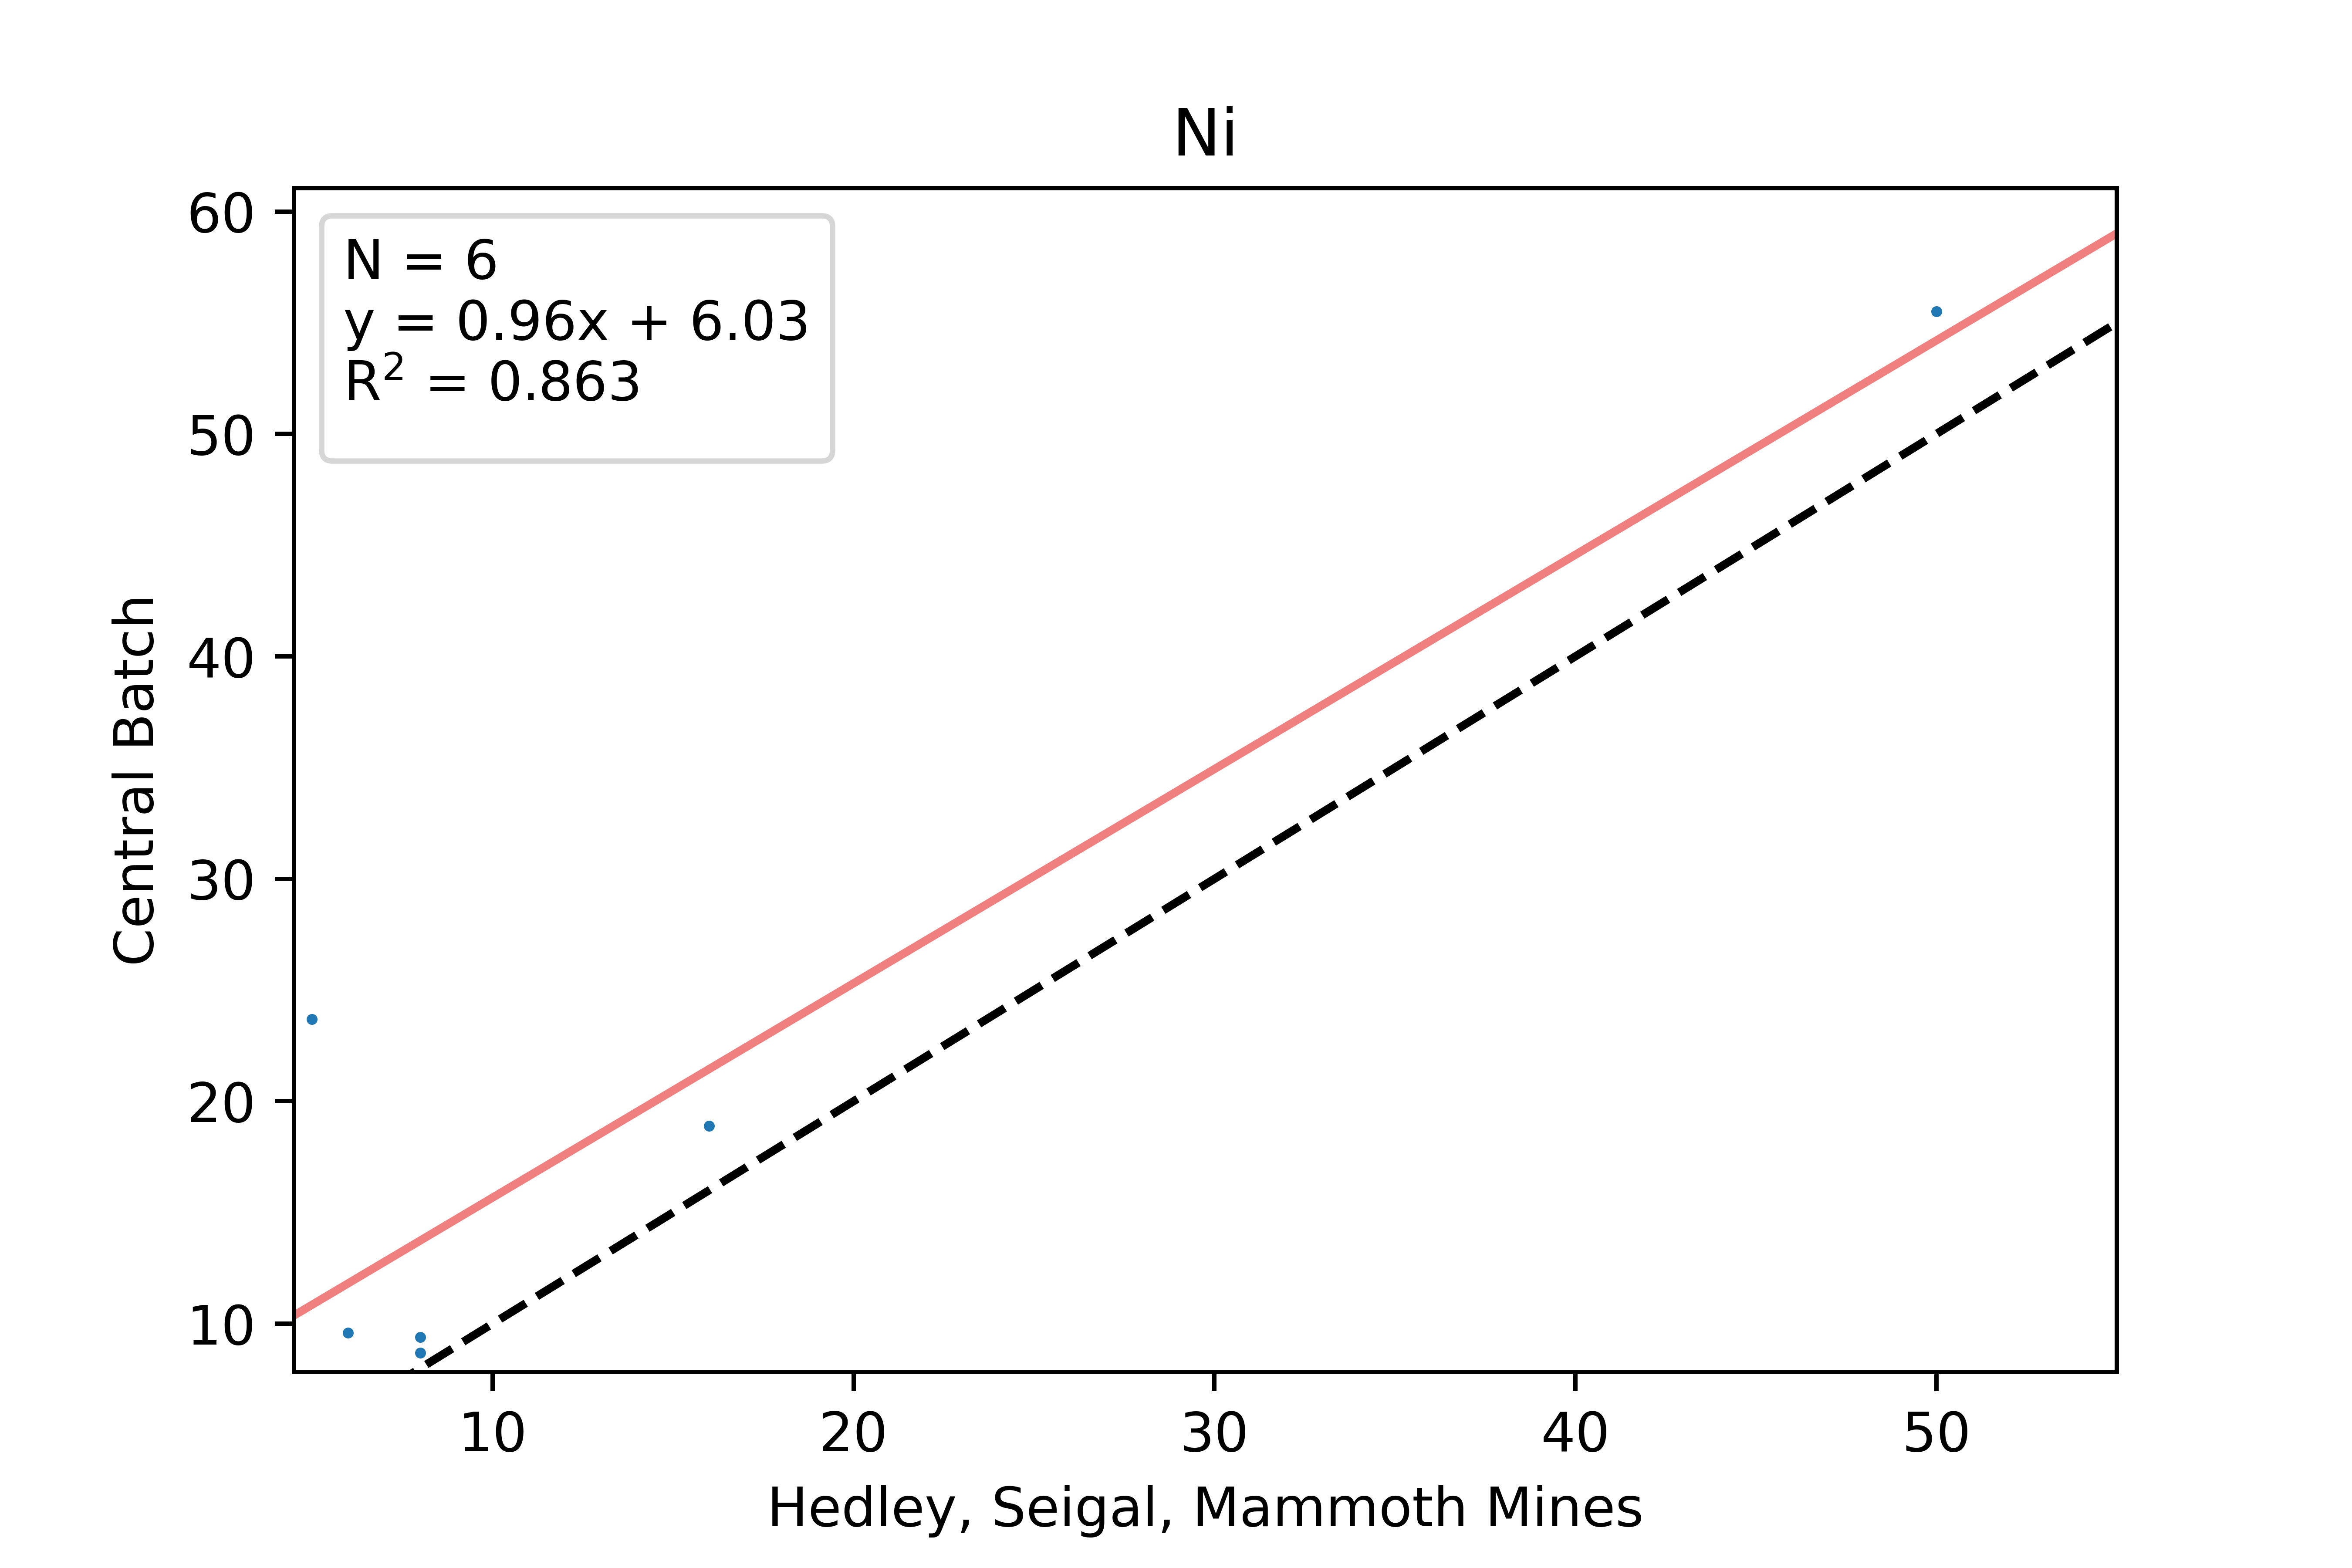 Ni
N = 6
y = 0.96x + 6.03
R² = 0.863
60
50
40
30
20
10
Central Batch
10 20 30 40 50
Hedley, Seigal, Mammoth Mines